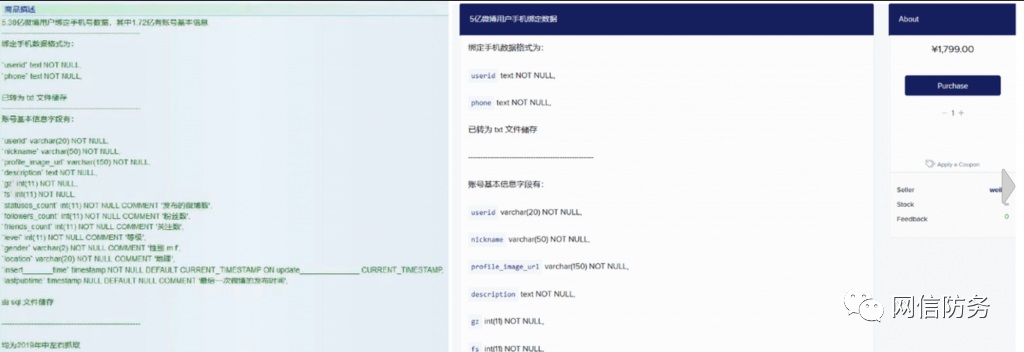 商品描述
5.38亿微博用户绑定手机号数据，其中1.72亿有账号基本信息
绑定手机数据格式为：
`userid` text NOT NULL,
`phone` text NOT NULL,
已转为 txt 文件储存
账号基本信息字段有：
`userid` varchar(20) NOT NULL,
`nickname` varchar(50) NOT NULL,
`profile_image_url` varchar(150) NOT NULL,
`description` text NOT NULL,
`gz` int(11) NOT NULL,
`fs` int(11) NOT NULL,
`statuses_count` int(11) NOT NULL COMMENT '发布的微博数',
`followers_count` int(11) NOT NULL COMMENT '粉丝数',
`friends_count` int(11) NOT NULL COMMENT '关注数',
`level` int(11) NOT NULL COMMENT '等级',
`gender` varchar(2) NOT NULL COMMENT '性别 m f',
`location` varchar(20) NOT NULL COMMENT '地理',
`insert_______time` timestamp NOT NULL DEFAULT CURRENT_TIMESTAMP ON update______________ CURRENT_TIMESTAMP,
`lastpubtime` timestamp NULL DEFAULT NULL COMMENT '最后一次微博的发布时间',
由 sql 文件储存
均为2019年中左右抓取
5亿微博用户手机绑定数据
绑定手机数据格式为：
userid text NOT NULL,
phone text NOT NULL,
已转为 txt 文件储存
账号基本信息字段有：
userid varchar(20) NOT NULL,
nickname varchar(50) NOT NULL,
profile_image_url varchar(150) NOT NULL,
description text NOT NULL,
gz int(11) NOT NULL,
fs int(11) NOT NULL,
About
¥1,799.00
Purchase
− 1 +
Apply a Coupon
Seller
Stock
Feedback 0
网信防务